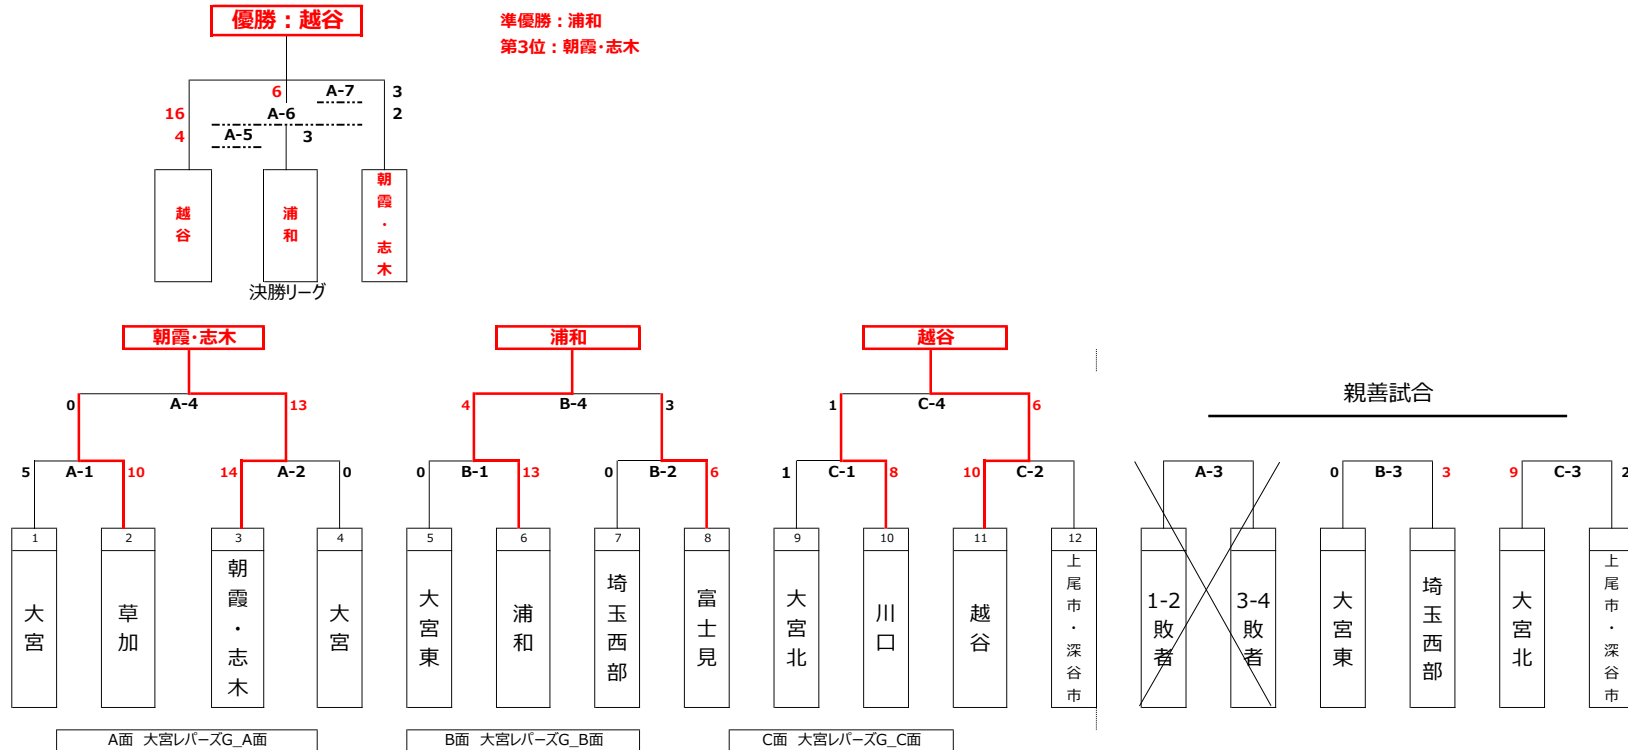 優勝：越谷
準優勝：浦和
第3位：朝霞･志木
6 A-7 3
16 A-6 2
4 A-5 3
越谷
浦和
朝霞・志木
決勝リーグ
朝霞･志木 浦和 越谷
親善試合
0 A-4 13 4 B-4 3 1 C-4 6
5 A-1 10 14 A-2 0 0 B-1 13 0 B-2 6 1 C-1 8 10 C-2 A-3 0 B-3 3 9 C-3 2
1 2 3 4 5 6 7 8 9 10 11 12
大宮
草加
朝霞・志木
大宮
大宮東
浦和
埼玉西部
富士見
大宮北
川口
越谷
上尾市・深谷市
1-2敗者
3-4敗者
大宮東
埼玉西部
大宮北
上尾市・深谷市
A面 大宮レパーズG_A面 B面 大宮レパーズG_B面 C面 大宮レパーズG_C面